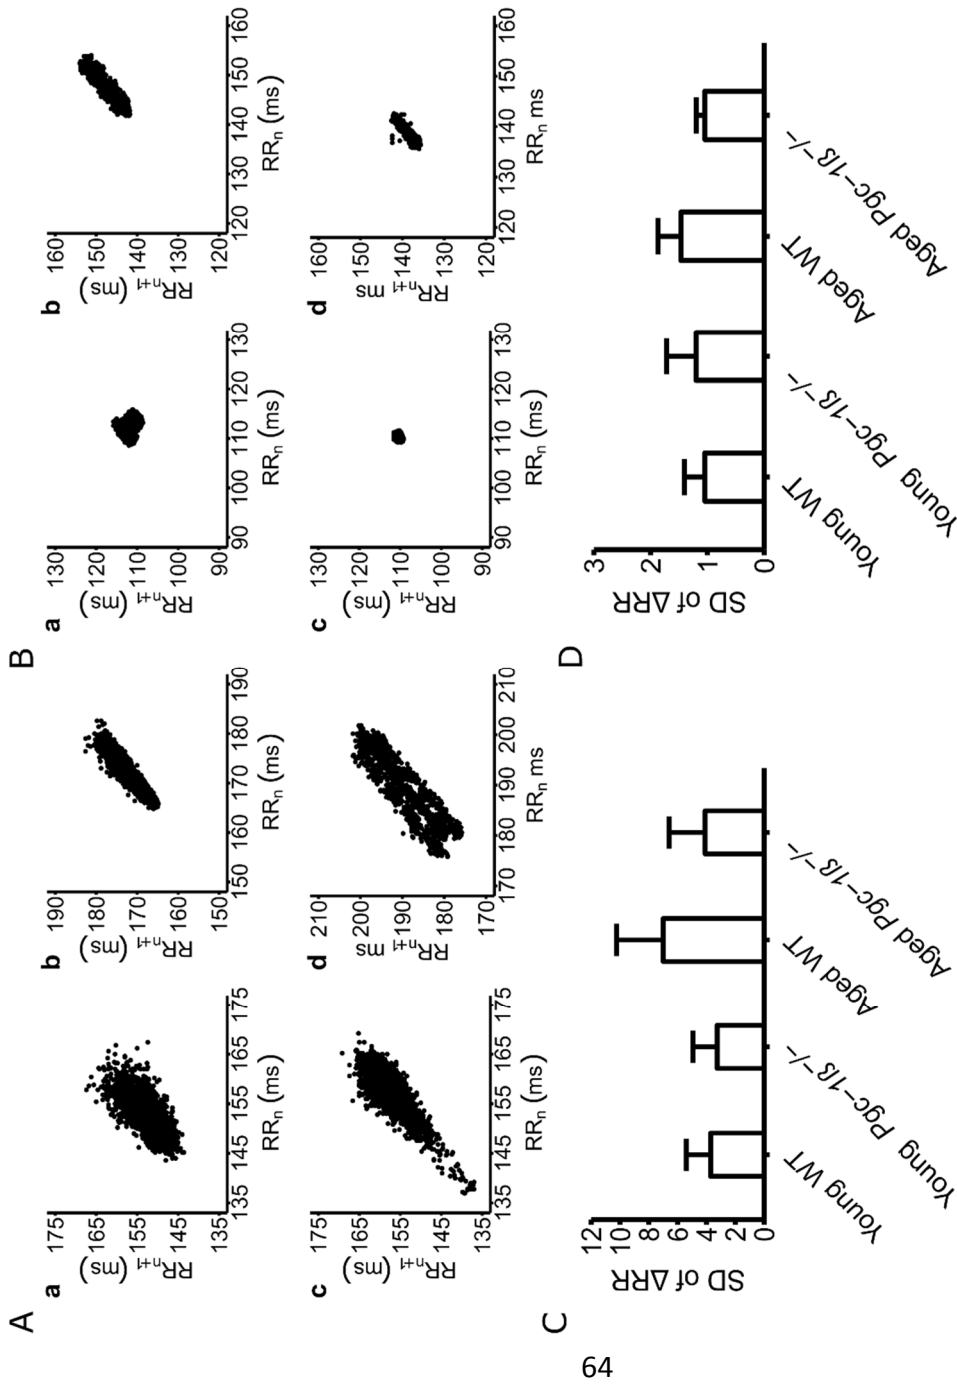 A
a
175
165
155
145
RRn+1 (ms)
135 145 155 165 175
RRn (ms)
b
190
180
170
160
150
RRn+1 (ms)
150 160 170 180 190
RRn (ms)
c
175
165
155
145
135
RRn+1 (ms)
135 145 155 165 175
RRn (ms)
d
210
200
190
180
170
RRn+1 ms
170 180 190 200 210
RRn ms
B
a
130
120
110
100
90
RRn+1 (ms)
90 100 110 120 130
RRn (ms)
b
160
150
140
130
120
RRn+1 (ms)
120 130 140 150 160
RRn (ms)
c
130
120
110
100
90
RRn+1 (ms)
90 100 110 120 130
RRn (ms)
d
160
150
140
130
120
RRn+1 ms
120 130 140 150 160
RRn ms
C
12
10
8
6
4
2
0
SD of ΔRR
Young WT
Young Pgc-1β-/-
Aged WT
Aged Pgc-1β-/-
D
3
2
1
0
SD of ΔRR
Young WT
Young Pgc-1β-/-
Aged WT
Aged Pgc-1β-/-
64